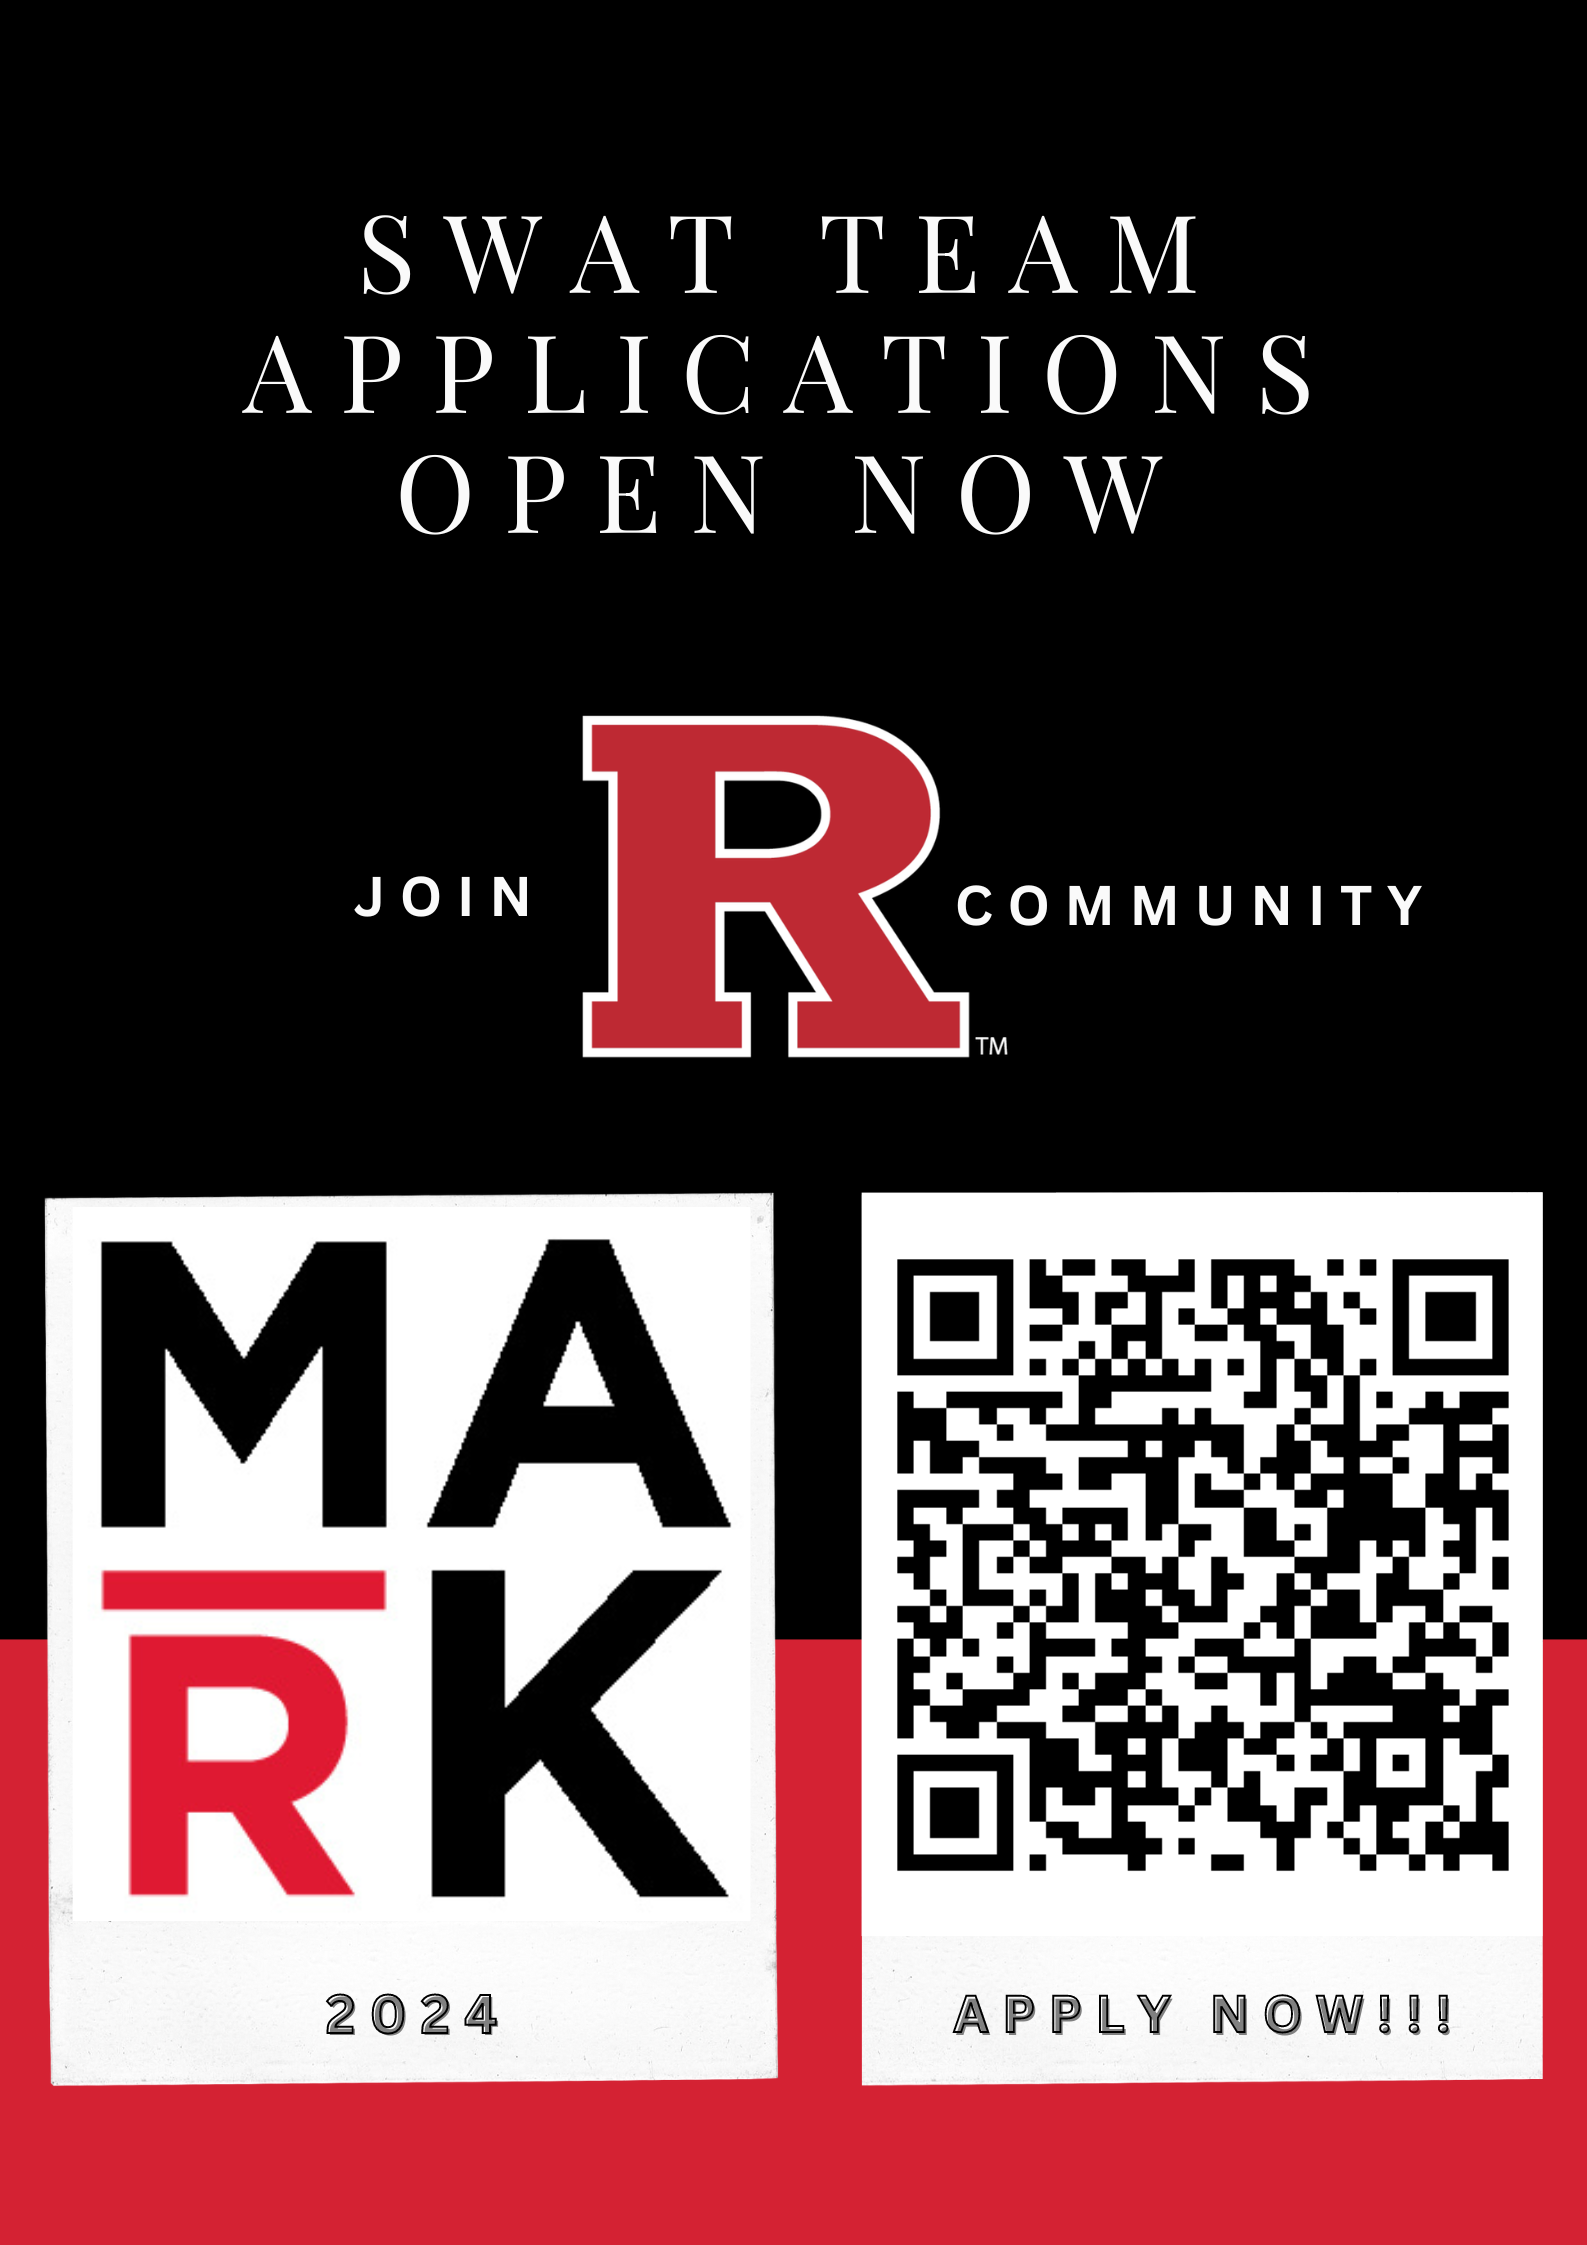 SWAT TEAM
APPLICATIONS
OPEN NOW
JOIN R COMMUNITY
TM
MA
RK
2024
APPLY NOW!!!